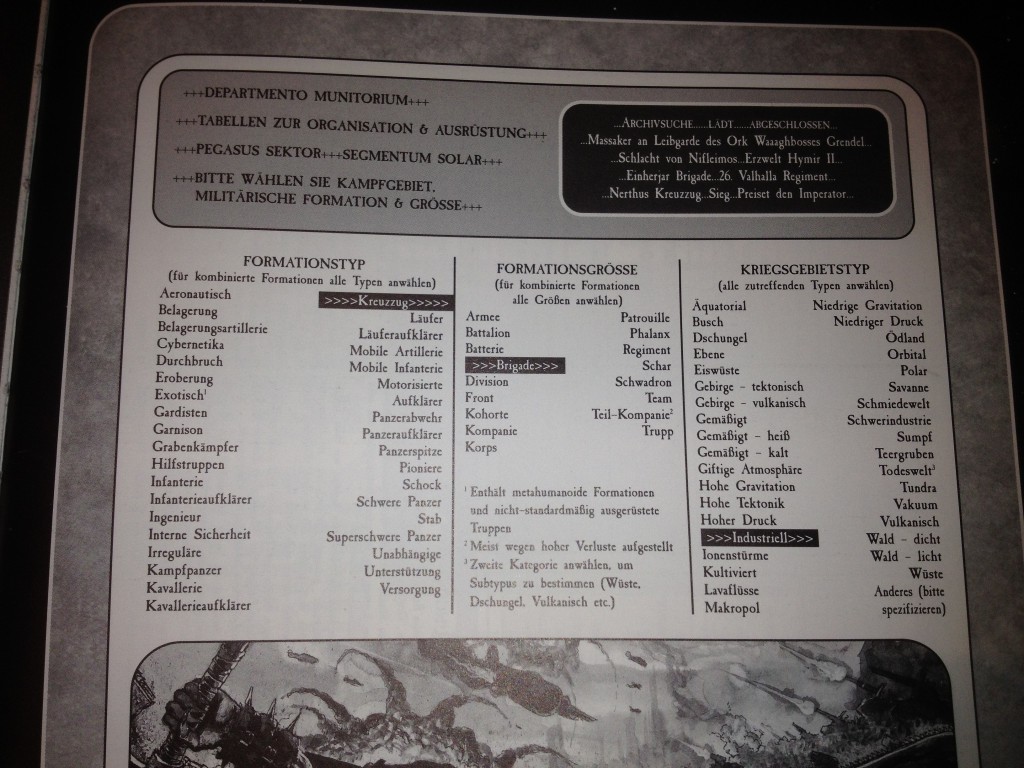 +++DEPARTMENTO MUNITORIUM+++
+++TABELLEN ZUR ORGANISATION & AUSRÜSTUNG+++
+++PEGASUS SEKTOR+++SEGMENTUM SOLAR+++
+++BITTE WÄHLEN SIE KAMPFGEBIET,
MILITÄRISCHE FORMATION & GRÖSSE+++
...ARCHIVSUCHE......LÄDT......ABGESCHLOSSEN...
...Massaker an Leibgarde des Ork Waaaghbosses Grendel...
...Schlacht von Nifleimos...Erzwelt Hymir II...
...Einherjar Brigade...26. Valhalla Regiment...
...Nerthus Kreuzzug...Sieg...Preiset den Imperator...
FORMATIONSTYP
(für kombinierte Formationen alle Typen anwählen)
Aeronautisch
Belagerung
Belagerungsartillerie
Cybernetika
Durchbruch
Eroberung
Exotisch¹
Gardisten
Garnison
Grabenkämpfer
Hilfstruppen
Infanterie
Infanterieaufklärer
Ingenieur
Interne Sicherheit
Irreguläre
Kampfpanzer
Kavallerie
Kavallerieaufklärer
>>>>Kreuzzug>>>>>
Läufer
Läuferaufklärer
Mobile Artillerie
Mobile Infanterie
Motorisierte
Aufklärer
Panzerabwehr
Panzeraufklärer
Panzerspitze
Pioniere
Schock
Schwere Panzer
Stab
Superschwere Panzer
Unabhängige
Unterstützung
Versorgung
FORMATIONSGRÖSSE
(für kombinierte Formationen
alle Größen anwählen)
Armee
Battalion
Batterie
>>>Brigade>>>
Division
Front
Kohorte
Kompanie
Korps
Patrouille
Phalanx
Regiment
Schar
Schwadron
Team
Teil-Kompanie²
Trupp
¹ Enthält metahumanoide Formationen
und nicht-standardmäßig ausgerüstete
Truppen
² Meist wegen hoher Verluste aufgestellt
³ Zweite Kategorie anwählen, um
Subtypus zu bestimmen (Wüste,
Dschungel, Vulkanisch etc.)
KRIEGSGEBIETSTYP
(alle zutreffenden Typen anwählen)
Äquatorial
Busch
Dschungel
Ebene
Eiswüste
Gebirge - tektonisch
Gebirge - vulkanisch
Gemäßigt
Gemäßigt - heiß
Gemäßigt - kalt
Giftige Atmosphäre
Hohe Gravitation
Hohe Tektonik
Hoher Druck
>>>Industriell>>>
Ionenstürme
Kultiviert
Lavaflüsse
Makropol
Niedrige Gravitation
Niedriger Druck
Ödland
Orbital
Polar
Savanne
Schmiedewelt
Schwerindustrie
Sumpf
Teergruben
Todeswelt³
Tundra
Vakuum
Vulkanisch
Wald - dicht
Wald - licht
Wüste
Anderes (bitte
spezifizieren)